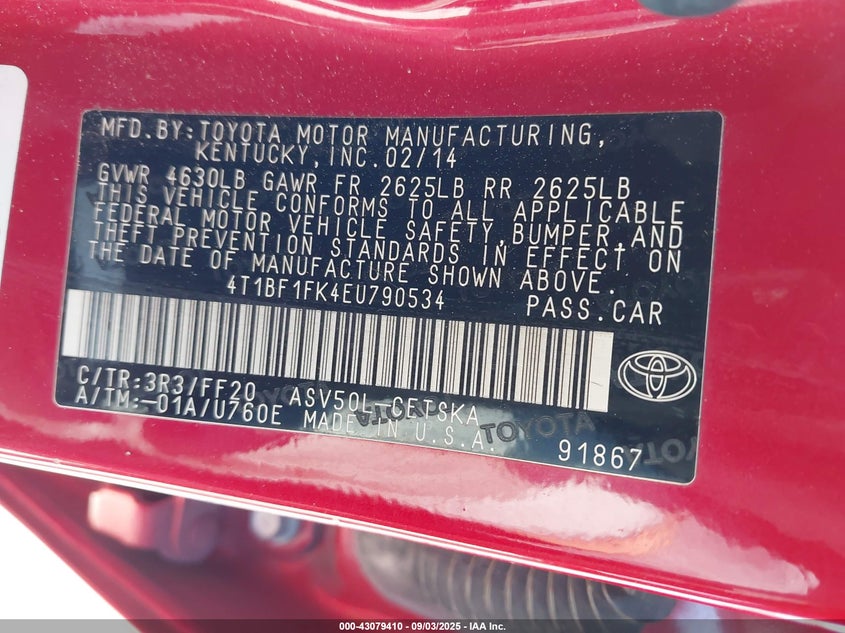 MFD. BY: TOYOTA MOTOR MANUFACTURING,
KENTUCKY, INC. 02/14
GVWR 4630LB GAWR FR 2625LB RR 2625LB
THIS VEHICLE CONFORMS TO ALL APPLICABLE
FEDERAL MOTOR VEHICLE SAFETY, BUMPER, AND
THEFT PREVENTION STANDARDS IN EFFECT ON
THE DATE OF MANUFACTURE SHOWN ABOVE.
4T1BF1FK4EU790534 PASS. CAR
C/TR: 3R3/FF20 ASV50L-CETSKA
A/TM: -01A/U760E MADE IN U.S.A.
TOYOTA
TOYOTA
91867
000-43079410 - 09/03/2025 - IAA Inc.